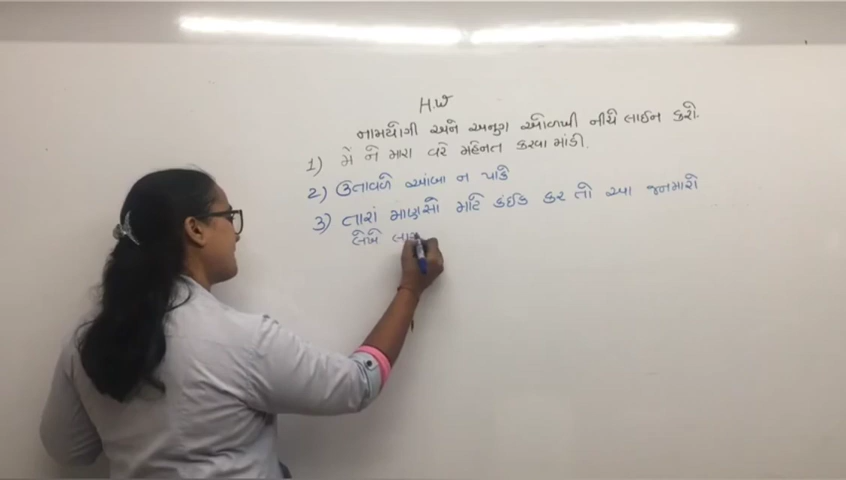 H.W
નામયોગી અને અનુગ ઓળખી નીચે લાઈન કરો.
1) મેં ને મારા વરે મહેનત કરવા માંડી.
2) ઉતાવળે આંબા ન પાકે
3) તારાં માણસો માટે કંઈક કર તો આ જનમારો
લેખે લાગ